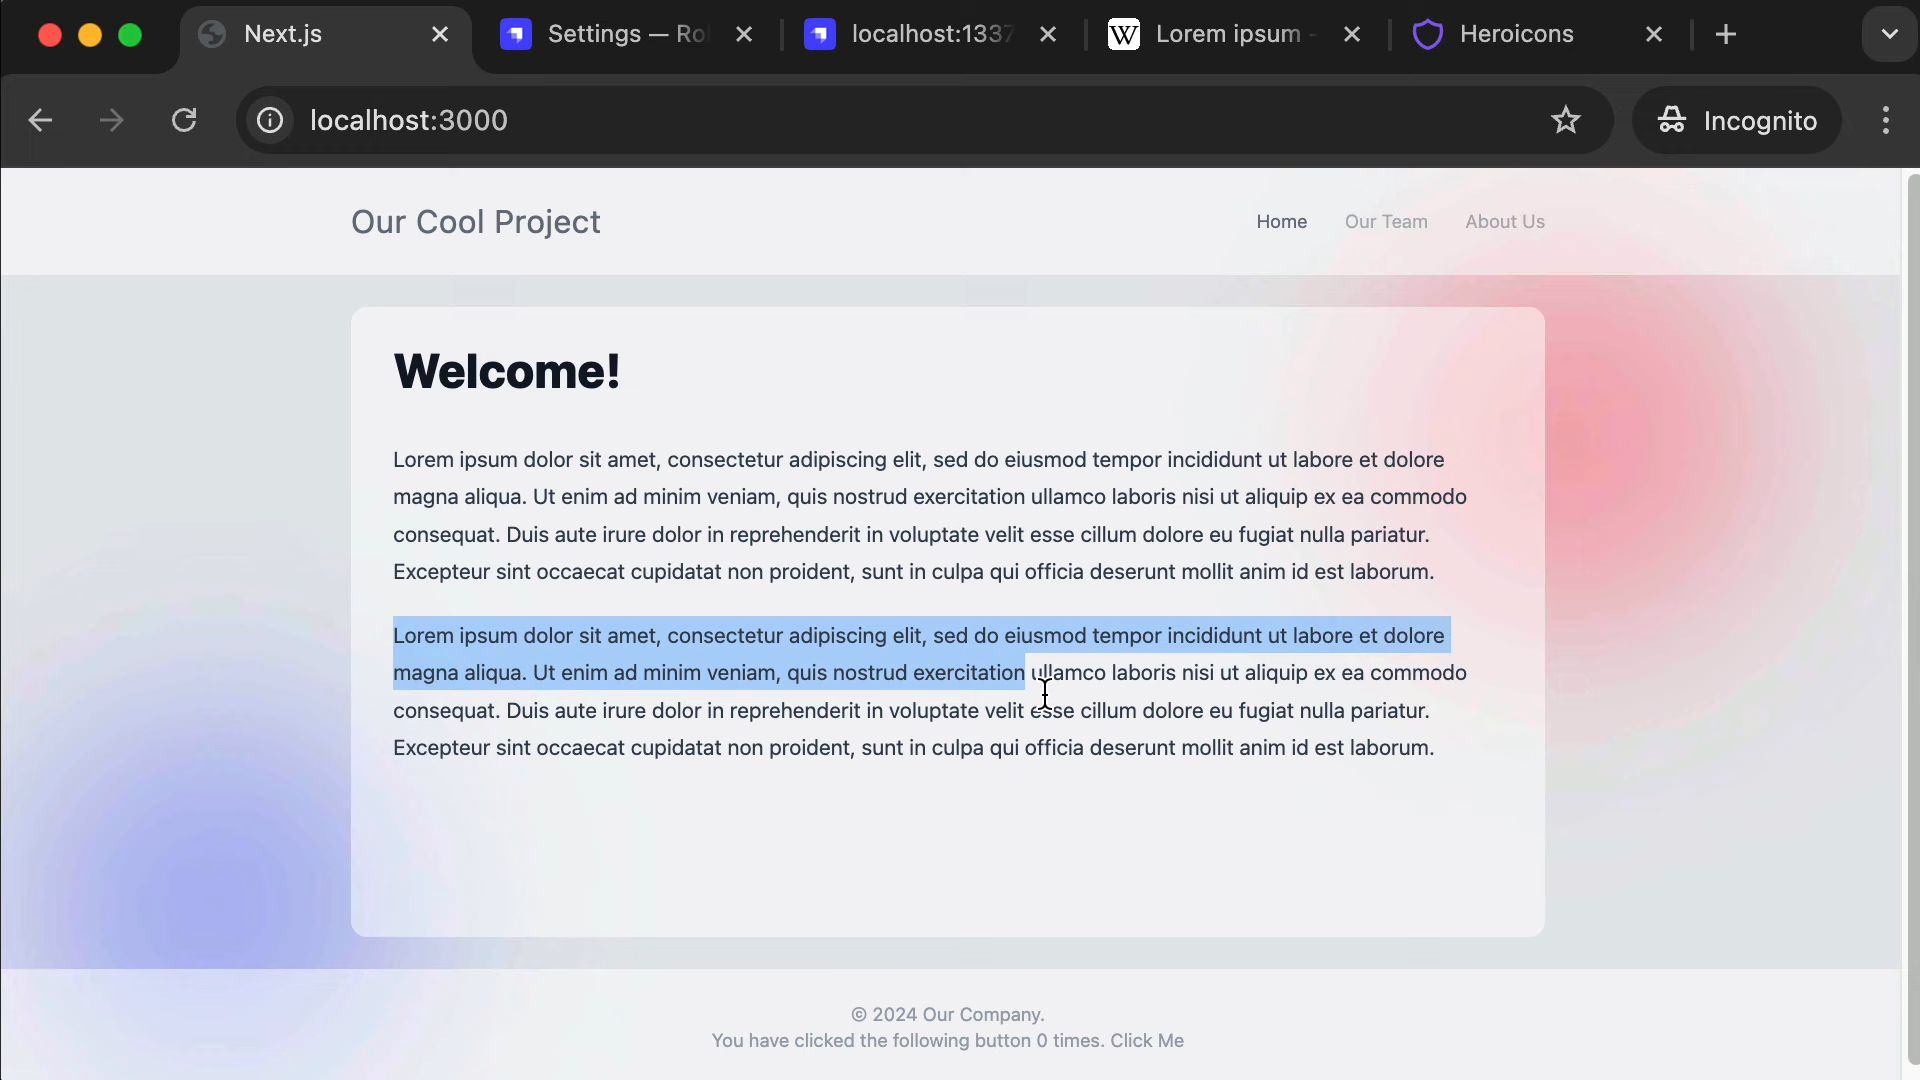 Next.js
Settings — Ro
localhost:1337
Lorem ipsum -
Heroicons
localhost:3000
Incognito
Our Cool Project
Home
Our Team
About Us
Welcome!
Lorem ipsum dolor sit amet, consectetur adipiscing elit, sed do eiusmod tempor incididunt ut labore et dolore
magna aliqua. Ut enim ad minim veniam, quis nostrud exercitation ullamco laboris nisi ut aliquip ex ea commodo
consequat. Duis aute irure dolor in reprehenderit in voluptate velit esse cillum dolore eu fugiat nulla pariatur.
Excepteur sint occaecat cupidatat non proident, sunt in culpa qui officia deserunt mollit anim id est laborum.
Lorem ipsum dolor sit amet, consectetur adipiscing elit, sed do eiusmod tempor incididunt ut labore et dolore
magna aliqua. Ut enim ad minim veniam, quis nostrud exercitation ullamco laboris nisi ut aliquip ex ea commodo
consequat. Duis aute irure dolor in reprehenderit in voluptate velit esse cillum dolore eu fugiat nulla pariatur.
Excepteur sint occaecat cupidatat non proident, sunt in culpa qui officia deserunt mollit anim id est laborum.
© 2024 Our Company.
You have clicked the following button 0 times. Click Me